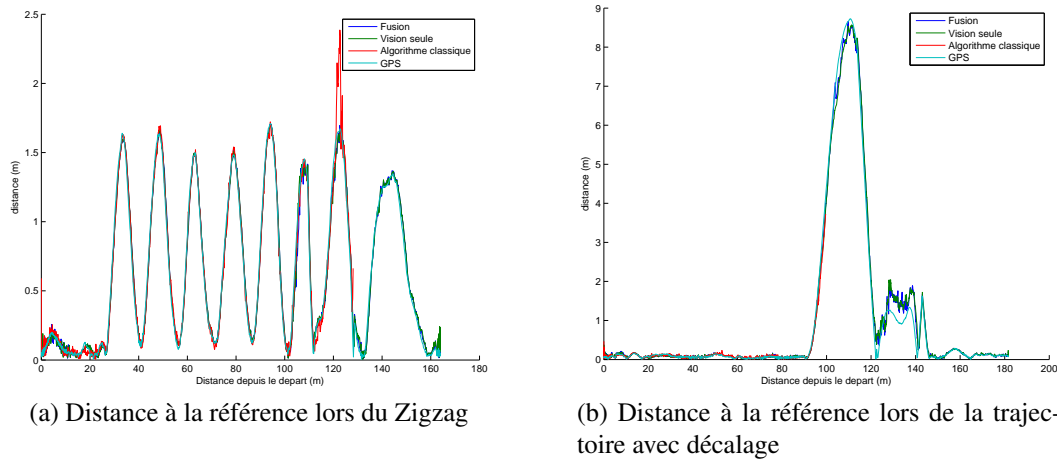 2.5
2
1.5
1
0.5
0
distance (m)
0 20 40 60 80 100 120 140 160 180
Distance depuis le depart (m)
Fusion
Vision seule
Algorithme classique
GPS
(a) Distance à la référence lors du Zigzag
9
8
7
6
5
4
3
2
1
0
distance (m)
0 20 40 60 80 100 120 140 160 180 200
Distance depuis le depart (m)
Fusion
Vision seule
Algorithme classique
GPS
(b) Distance à la référence lors de la trajec-
toire avec décalage